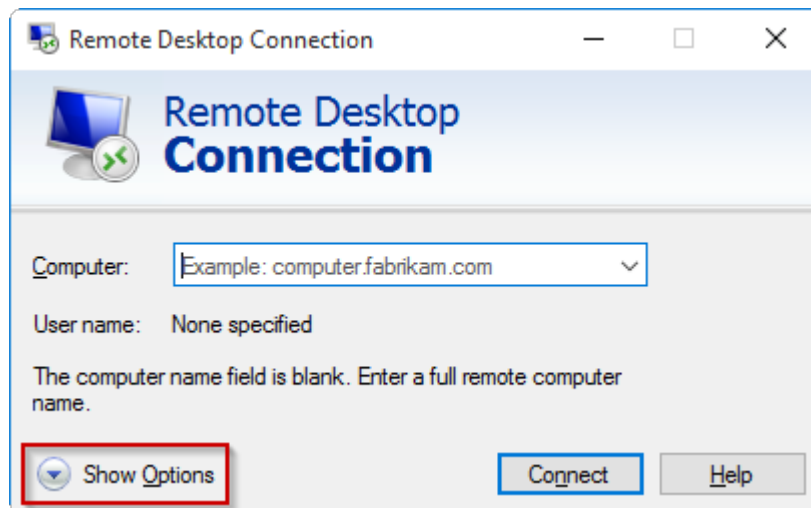 Remote Desktop Connection
Remote Desktop
Connection
Computer: Example: computer.fabrikam.com
User name: None specified
The computer name field is blank. Enter a full remote computer
name.
Show Options Connect Help